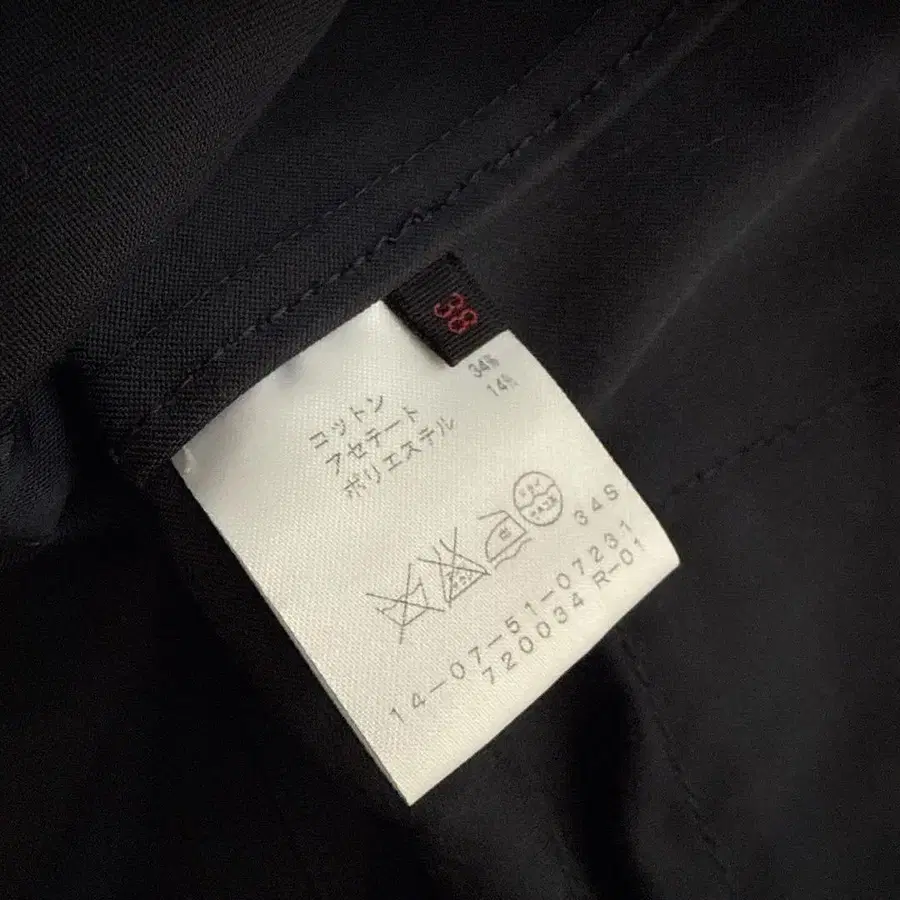 38
コットン
アセテート 34%
ポリエステル 14%
34S
14-07-51-07231
720034 R-01